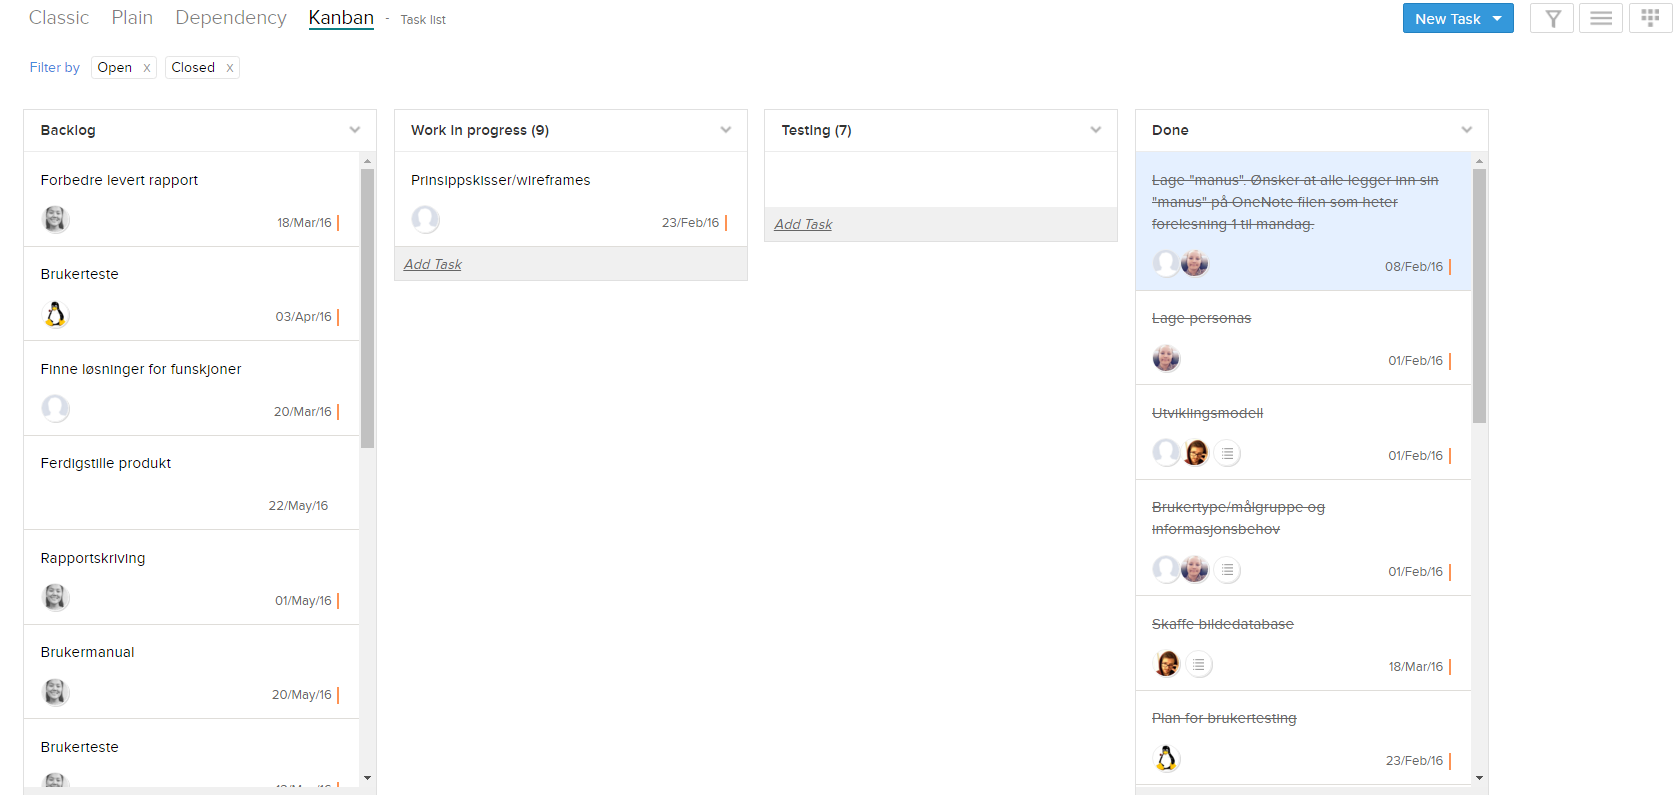 Classic Plain Dependency Kanban - Task list
New Task
Filter by Open x Closed x
Backlog
Forbedre levert rapport
18/Mar/16
Brukerteste
03/Apr/16
Finne løsninger for funskjoner
20/Mar/16
Ferdigstille produkt
22/May/16
Rapportskriving
01/May/16
Brukermanual
20/May/16
Brukerteste
Work in progress (9)
Prinsippskisser/wireframes
23/Feb/16
Add Task
Testing (7)
Add Task
Done
Lage "manus". Ønsker at alle legger inn sin
"manus" på OneNote filen som heter
forelesning 1 til mandag.
08/Feb/16
Lage personas
01/Feb/16
Utviklingsmodell
01/Feb/16
Brukertype/målgruppe og
informasjonsbehov
01/Feb/16
Skaffe bildedatabase
18/Mar/16
Plan for brukertesting
23/Feb/16